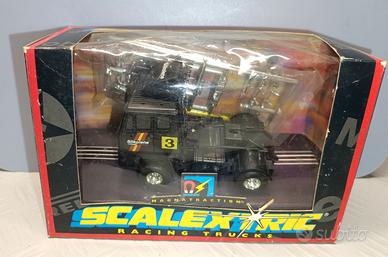 3
MAGNATRACTION
SCALEXTRIC
RACING TRUCKS
subito